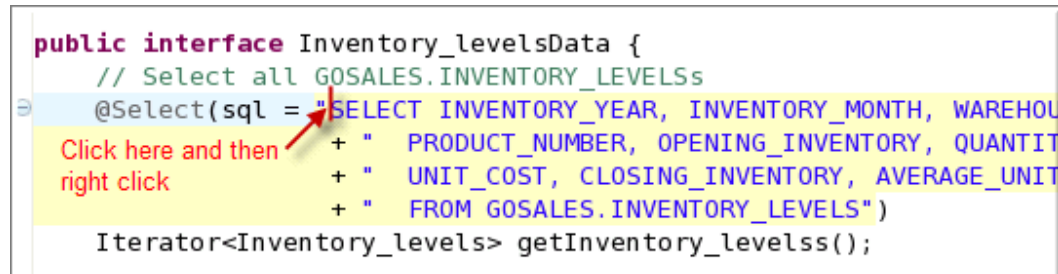 public interface Inventory_levelsData {
// Select all GOSALES.INVENTORY_LEVELSs
@Select(sql = "SELECT INVENTORY_YEAR, INVENTORY_MONTH, WAREHOU
+ "  PRODUCT_NUMBER, OPENING_INVENTORY, QUANTIT
+ "  UNIT_COST, CLOSING_INVENTORY, AVERAGE_UNIT
+ "  FROM GOSALES.INVENTORY_LEVELS")
Iterator<Inventory_levels> getInventory_levelss();
Click here and then
right click